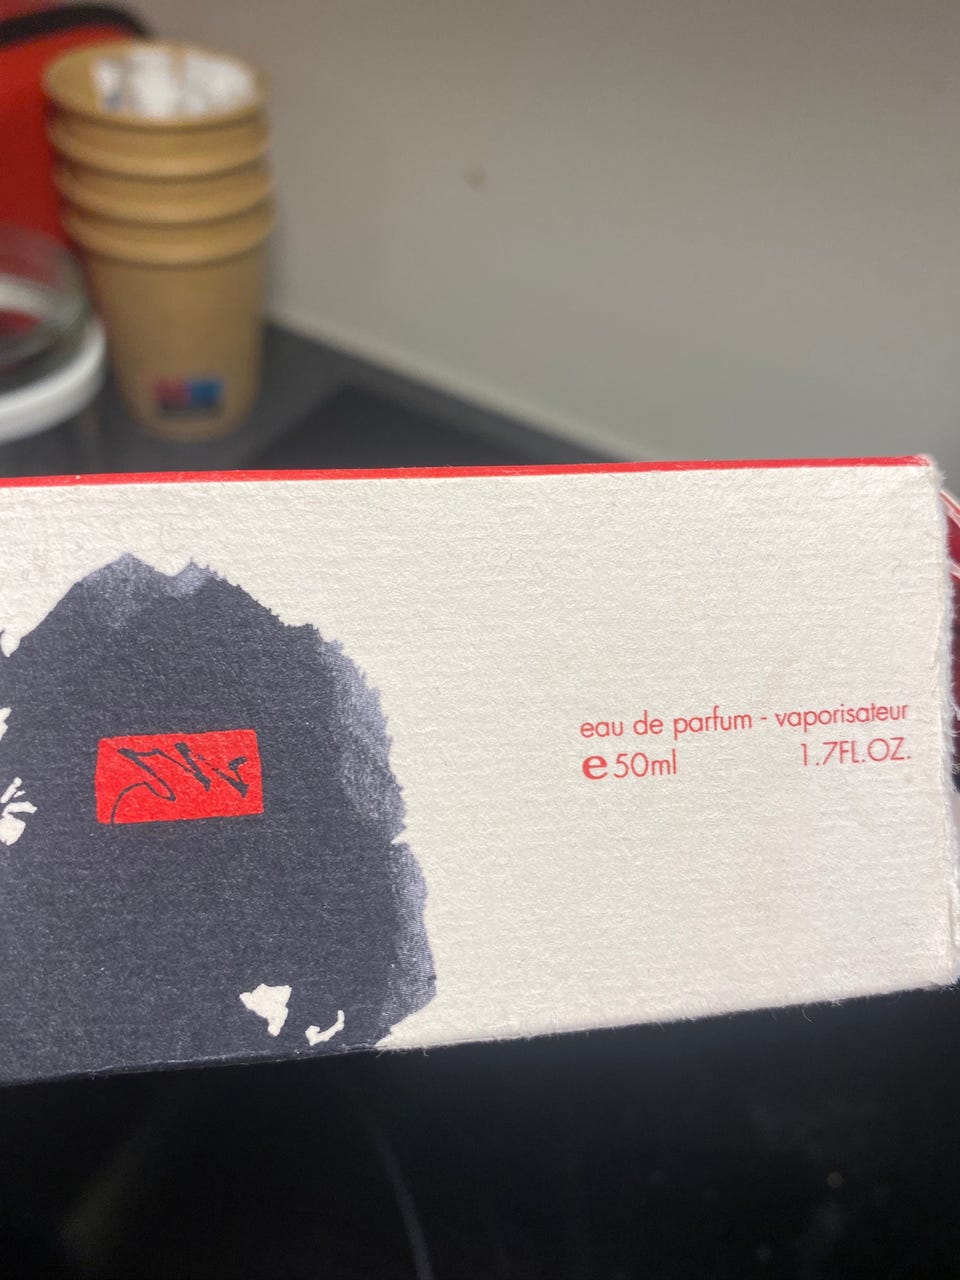 eau de parfum - vaporisateur
e 50ml 1.7FL.OZ.